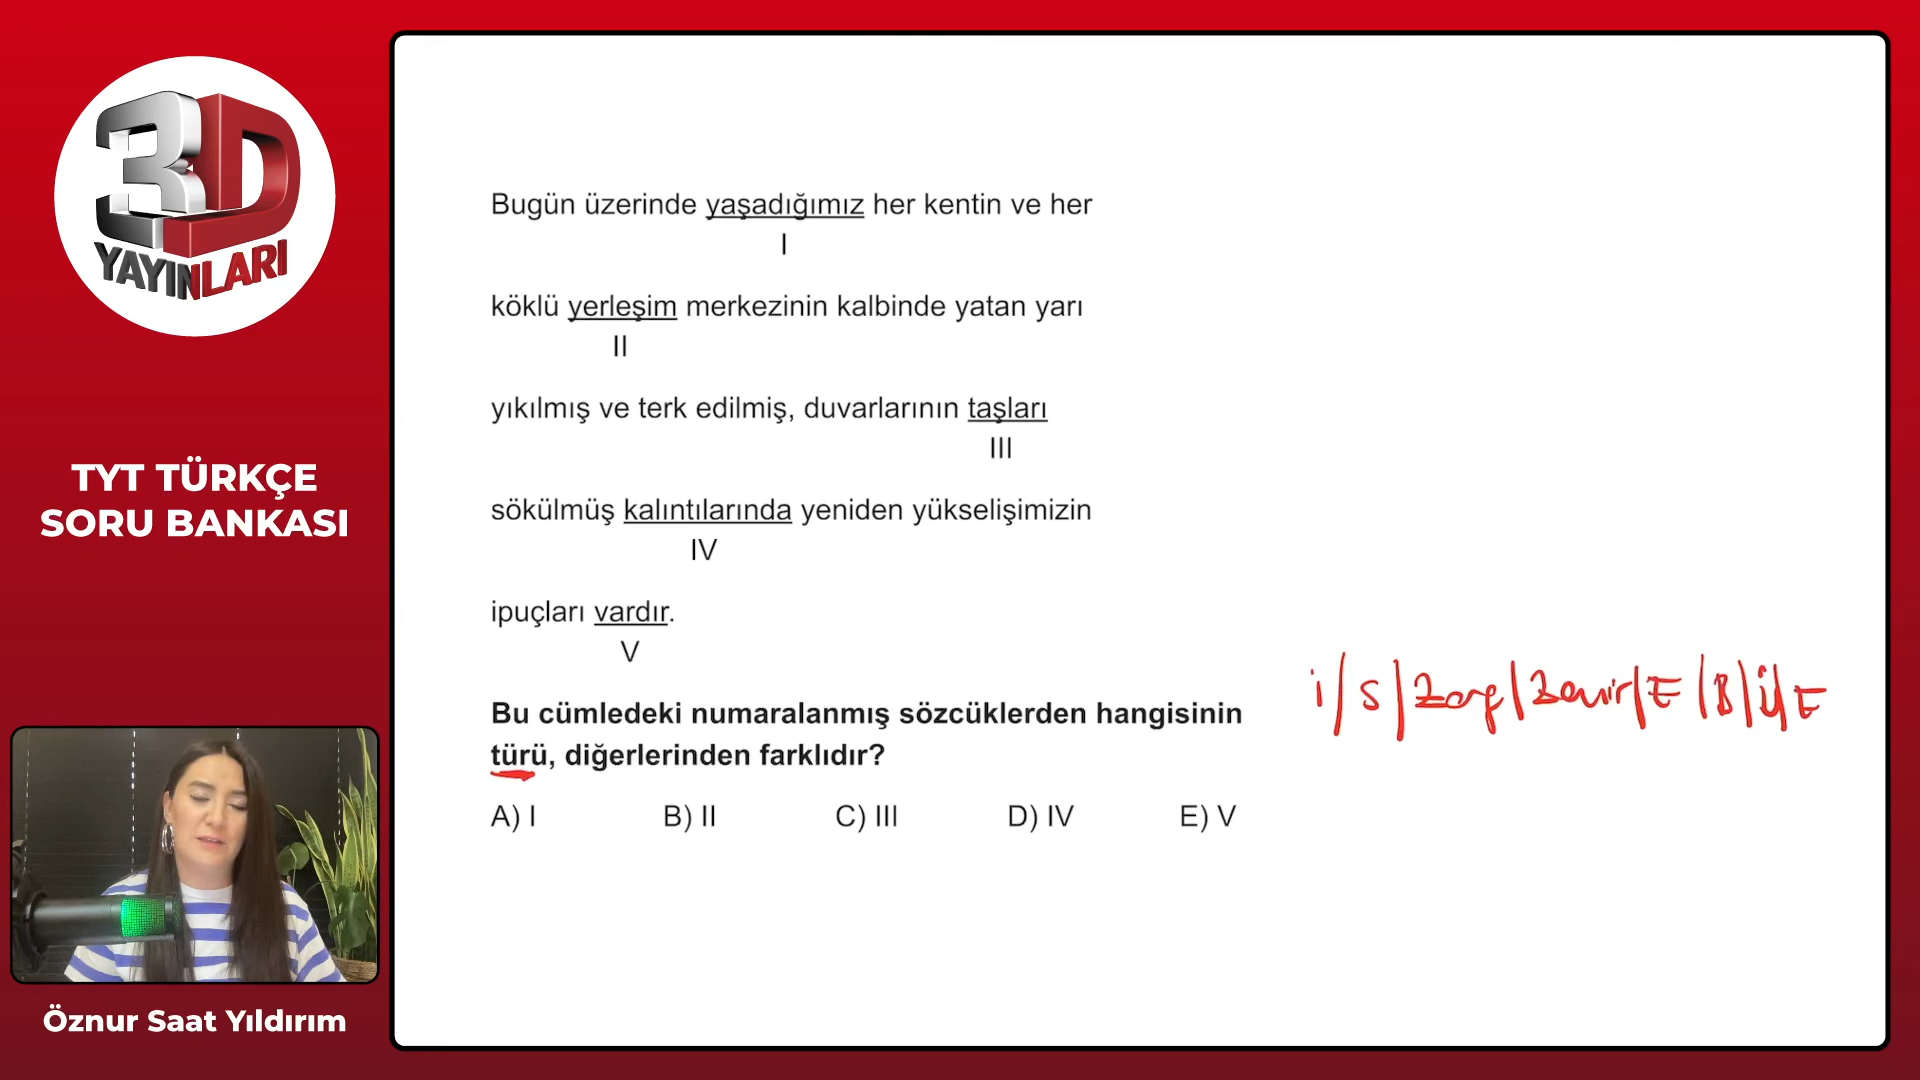 3D
YAYINLARI
TYT TÜRKÇE
SORU BANKASI
Öznur Saat Yıldırım
Bugün üzerinde yaşadığımız her kentin ve her
I
köklü yerleşim merkezinin kalbinde yatan yarı
II
yıkılmış ve terk edilmiş, duvarlarının taşları
III
sökülmüş kalıntılarında yeniden yükselişimizin
IV
ipuçları vardır.
V
Bu cümledeki numaralanmış sözcüklerden hangisinin
türü, diğerlerinden farklıdır?
A) I B) II C) III D) IV E) V
i / S / Zarf / Zamir / E / B / Ü / E